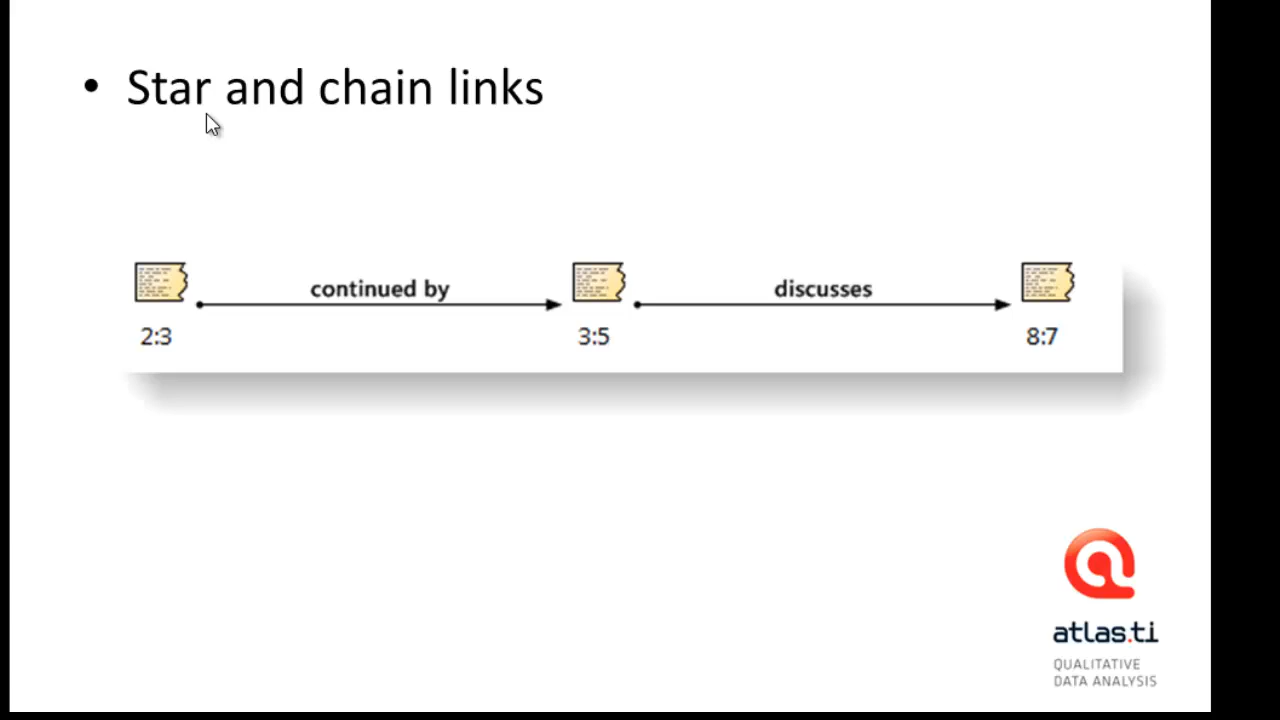 • Star and chain links
continued by
discusses
2:3
3:5
8:7
atlas.ti
QUALITATIVE
DATA ANALYSIS